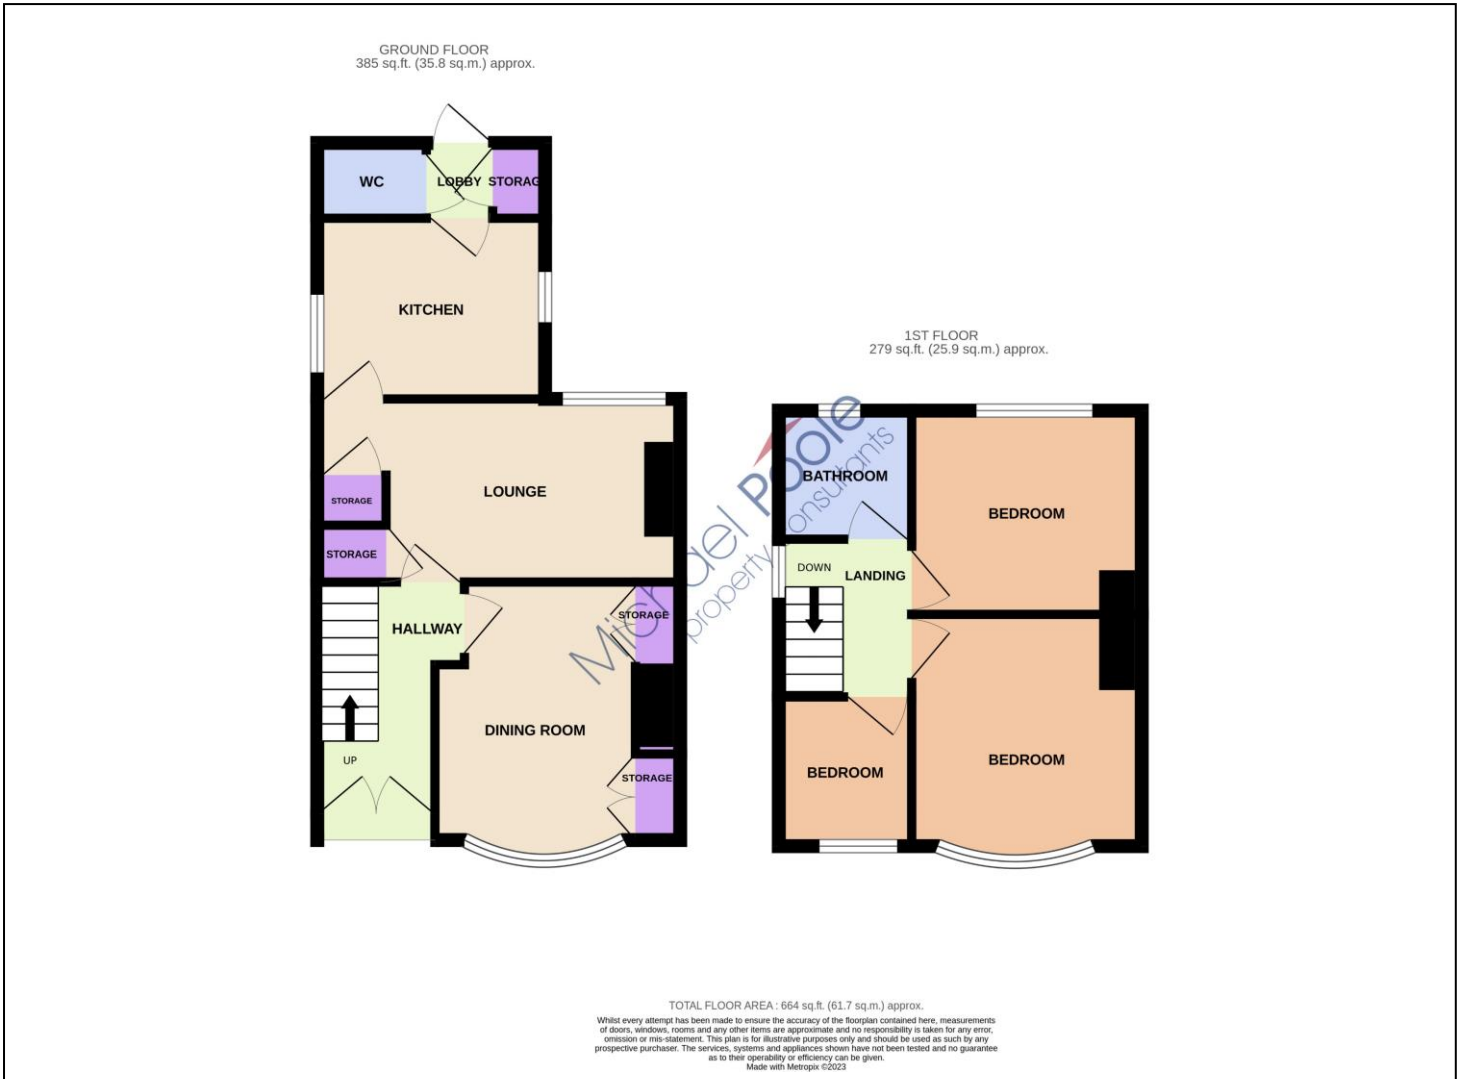 GROUND FLOOR
385 sq.ft. (35.8 sq.m.) approx.
WC
LOBBY
STORAG
KITCHEN
STORAGE
LOUNGE
STORAGE
HALLWAY
STORAGE
DINING ROOM
UP
STORAGE
1ST FLOOR
279 sq.ft. (25.9 sq.m.) approx.
BATHROOM
BEDROOM
DOWN
LANDING
BEDROOM
BEDROOM
Poole
property
onsultants
TOTAL FLOOR AREA : 664 sq.ft. (61.7 sq.m.) approx.
Whilst every attempt has been made to ensure the accuracy of the floorplan contained here, measurements
of doors, windows, rooms and any other items are approximate and no responsibility is taken for any error,
omission or mis-statement. This plan is for illustrative purposes only and should be used as such by any
prospective purchaser. The services, systems and appliances shown have not been tested and no guarantee
as to their operability or efficiency can be given.
Made with Metropix ©2023